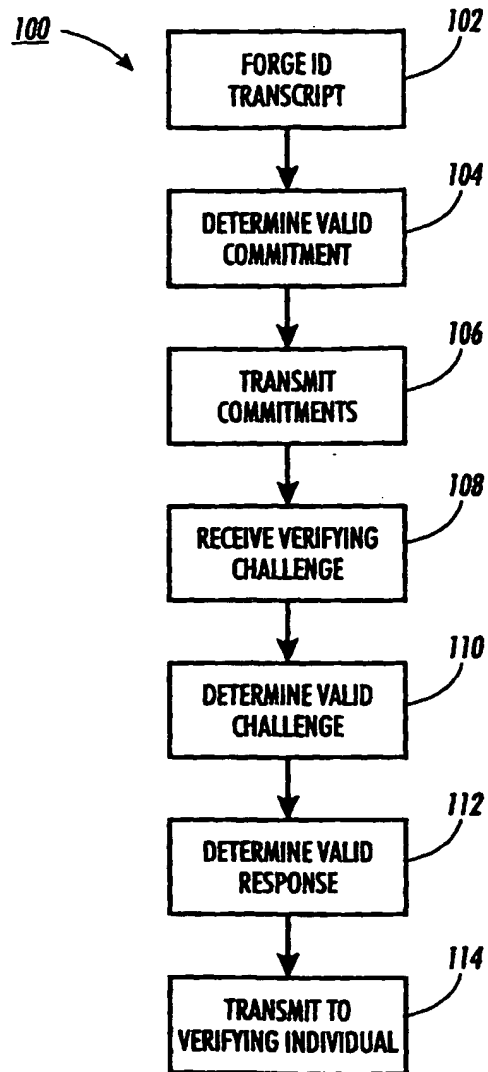 100
102
FORGE ID
TRANSCRIPT
104
DETERMINE VALID
COMMITMENT
106
TRANSMIT
COMMITMENTS
108
RECEIVE VERIFYING
CHALLENGE
110
DETERMINE VALID
CHALLENGE
112
DETERMINE VALID
RESPONSE
114
TRANSMIT TO
VERIFYING INDIVIDUAL